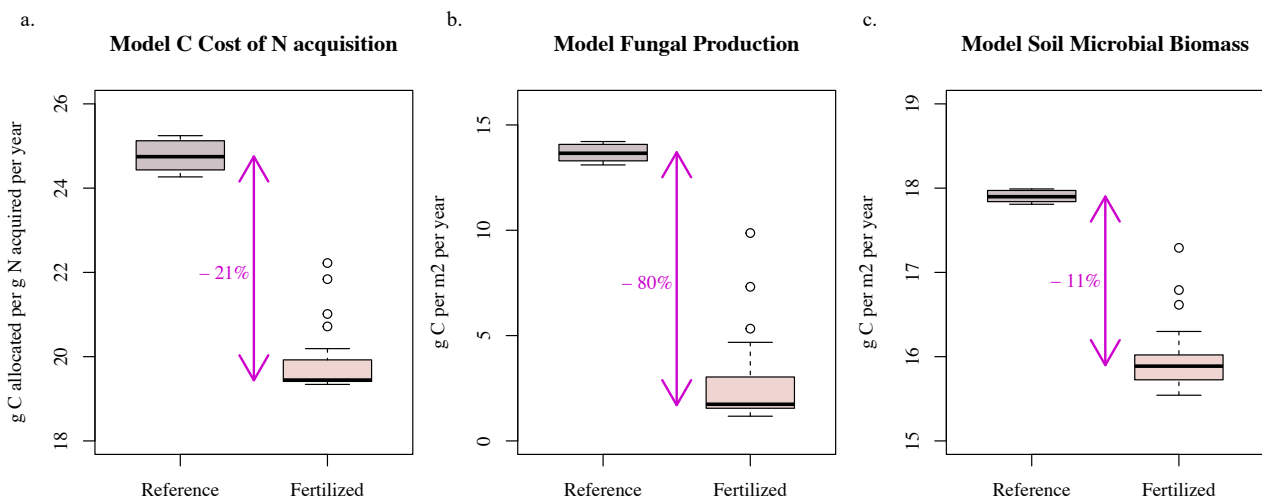 a.
Model C Cost of N acquisition
g C allocated per g N acquired per year
26
24
22
20
18
– 21%
Reference
Fertilized
b.
Model Fungal Production
g C per m2 per year
15
10
5
0
– 80%
Reference
Fertilized
c.
Model Soil Microbial Biomass
g C per m2 per year
19
18
17
16
15
– 11%
Reference
Fertilized